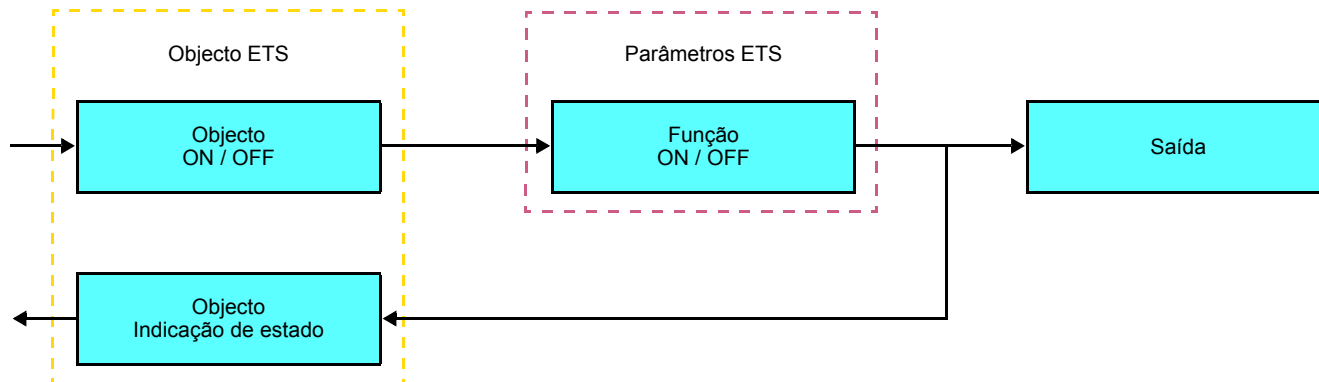 Objecto ETS
Parâmetros ETS
Objecto
ON / OFF
Função
ON / OFF
Saída
Objecto
Indicação de estado